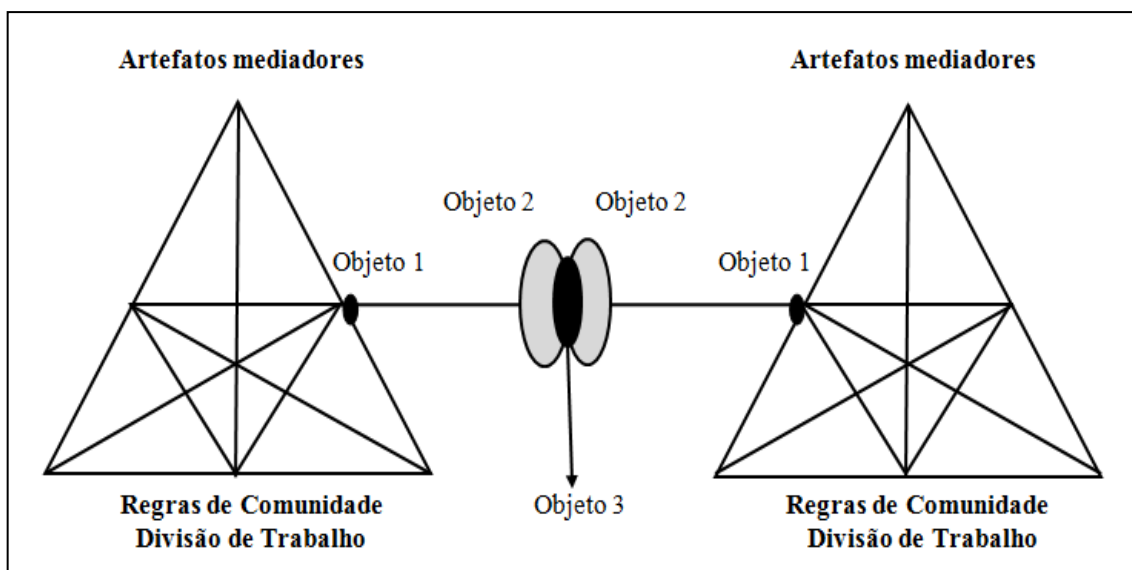 Artefatos mediadores
Artefatos mediadores
Objeto 2
Objeto 2
Objeto 1
Objeto 1
Objeto 3
Regras de Comunidade
Divisão de Trabalho
Regras de Comunidade
Divisão de Trabalho